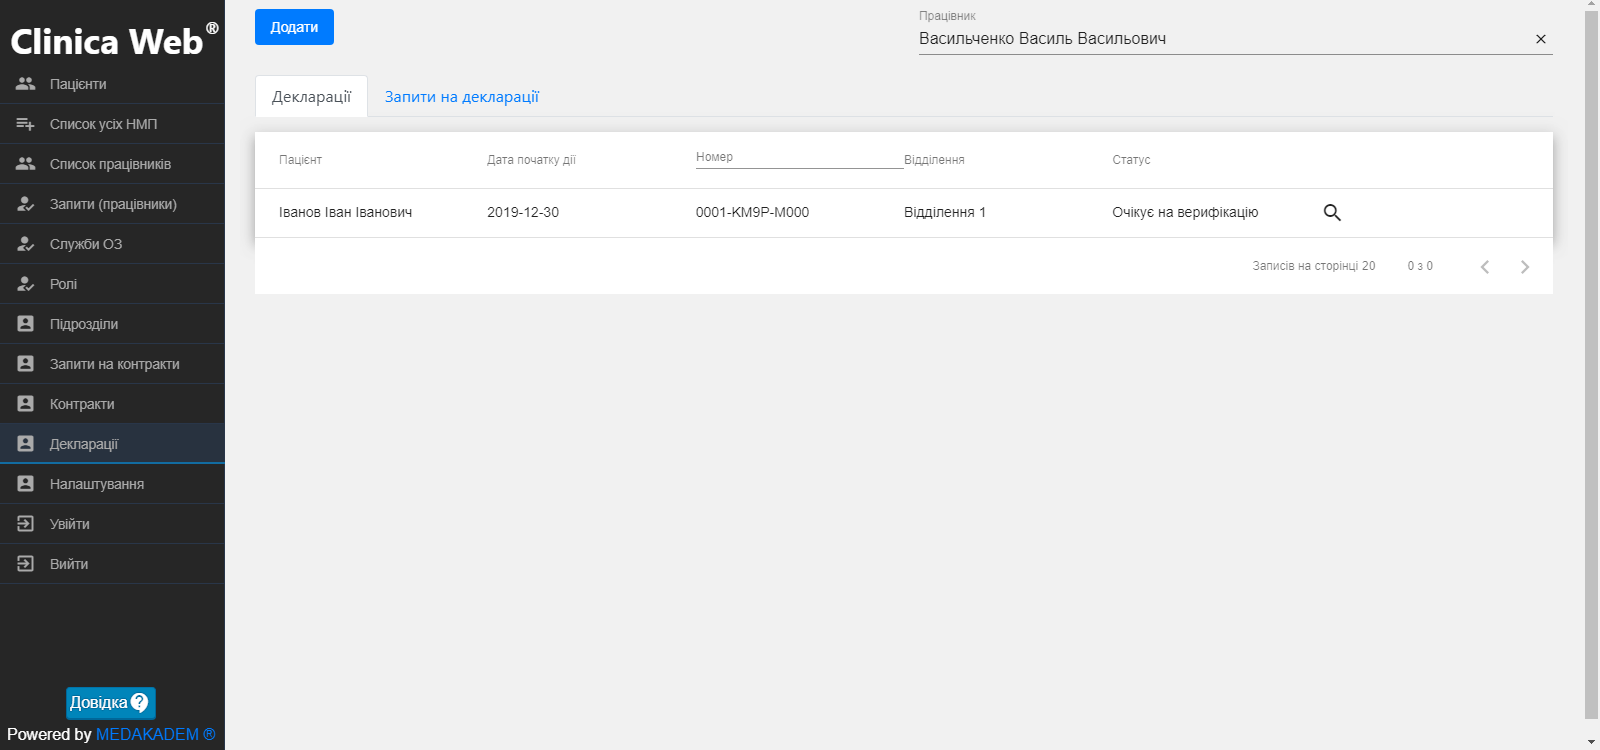 Clinica Web®
Пацієнти
Список усіх НМП
Список працівників
Запити (працівники)
Служби ОЗ
Ролі
Підрозділи
Запити на контракти
Контракти
Декларації
Налаштування
Увійти
Вийти
Довідка ?
Powered by MEDAKADEM ®
Додати
Працівник
Васильченко Василь Васильович ×
Декларації Запити на декларації
Пацієнт Дата початку дії Номер Відділення Статус
Іванов Іван Іванович 2019-12-30 0001-KM9P-M000 Відділення 1 Очікує на верифікацію
Записів на сторінці 20 0 з 0